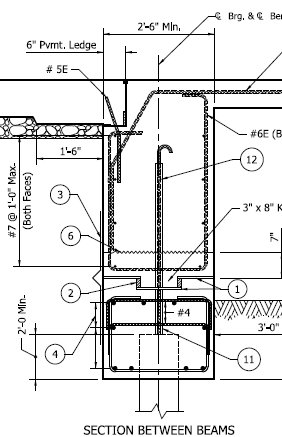 2'-6" Min.
℄ Brg. & ℄ Ber
6" Pvmt. Ledge
# 5E
#6E (B
1'-6"
12
#7 @ 1'-0" Max.
(Both Faces)
3
3" x 8" K
6
7"
2
1
2'-0 Min.
#4
3'-0"
4
11
SECTION BETWEEN BEAMS